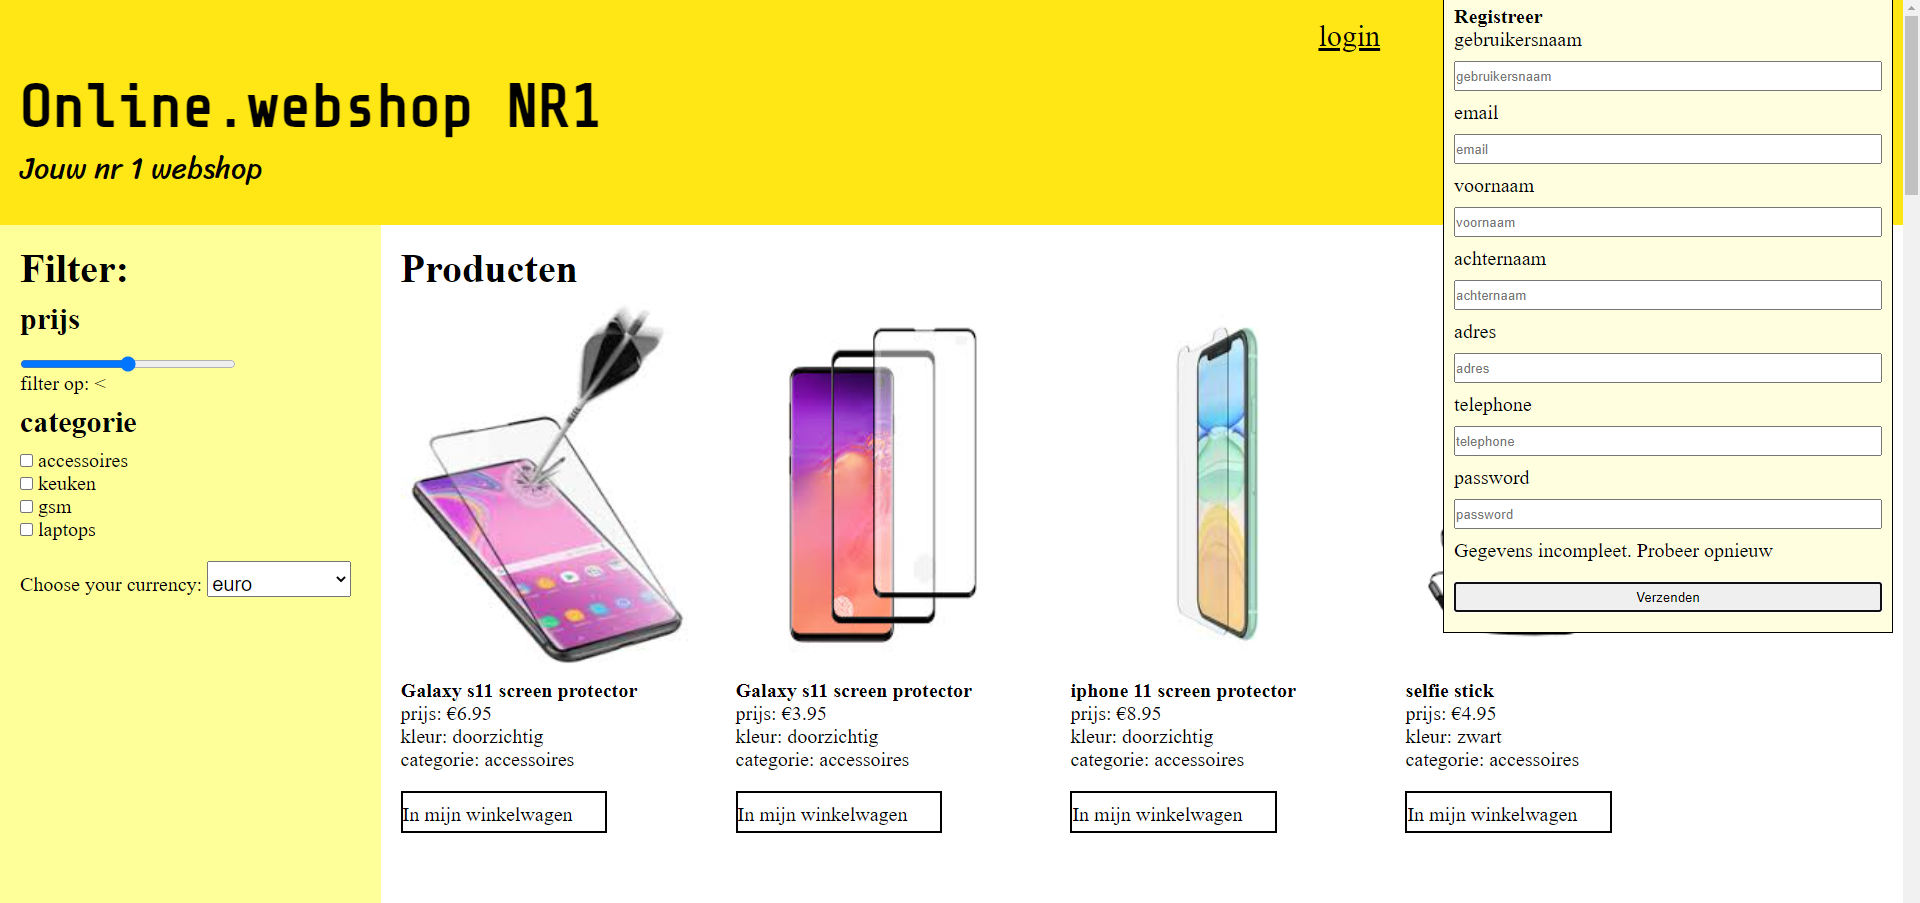 login
Online.webshop NR1
Jouw nr 1 webshop
Registreer
gebruikersnaam
gebruikersnaam
email
email
voornaam
voornaam
achternaam
achternaam
adres
adres
telephone
telephone
password
password
Gegevens incompleet. Probeer opnieuw
Verzenden
Filter:
prijs
filter op: <
categorie
accessoires
keuken
gsm
laptops
Choose your currency: euro
Producten
Galaxy s11 screen protector
prijs: €6.95
kleur: doorzichtig
categorie: accessoires
In mijn winkelwagen
Galaxy s11 screen protector
prijs: €3.95
kleur: doorzichtig
categorie: accessoires
In mijn winkelwagen
iphone 11 screen protector
prijs: €8.95
kleur: doorzichtig
categorie: accessoires
In mijn winkelwagen
selfie stick
prijs: €4.95
kleur: zwart
categorie: accessoires
In mijn winkelwagen